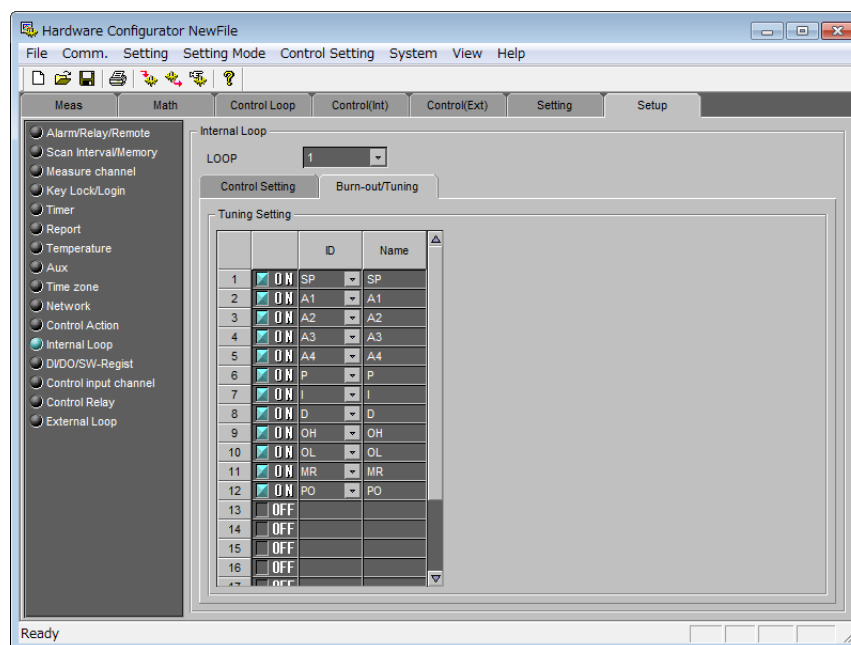 Hardware Configurator NewFile
File Comm. Setting Setting Mode Control Setting System View Help
Meas Math Control Loop Control(Int) Control(Ext) Setting Setup
Alarm/Relay/Remote
Scan Interval/Memory
Measure channel
Key Lock/Login
Timer
Report
Temperature
Aux
Time zone
Network
Control Action
Internal Loop
DI/DO/SW-Regist
Control input channel
Control Relay
External Loop
Internal Loop
LOOP 1
Control Setting Burn-out/Tuning
Tuning Setting
ID Name
1 ON SP SP
2 ON A1 A1
3 ON A2 A2
4 ON A3 A3
5 ON A4 A4
6 ON P P
7 ON I I
8 ON D D
9 ON OH OH
10 ON OL OL
11 ON MR MR
12 ON PO PO
13 OFF
14 OFF
15 OFF
16 OFF
17 OFF
Ready